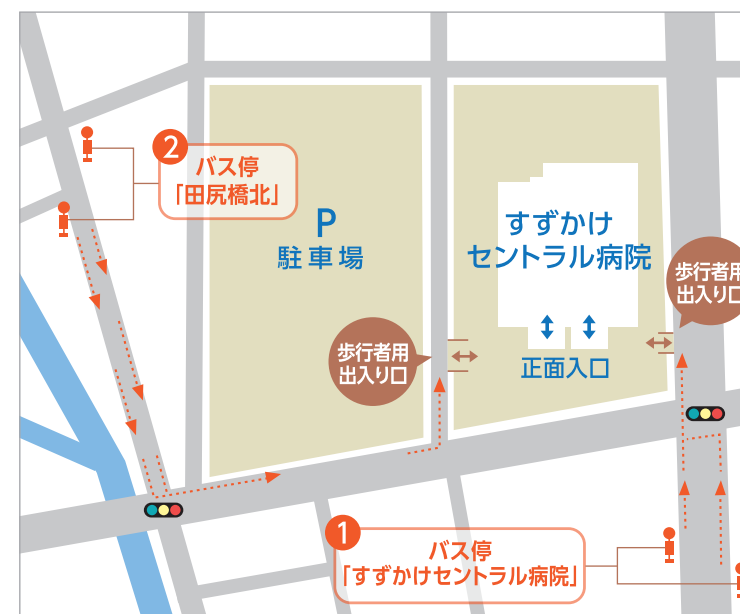 2
バス停
「田尻橋北」
P
駐車場
すずかけ
セントラル病院
歩行者用
出入り口
歩行者用
出入り口
正面入口
1
バス停
「すずかけセントラル病院」